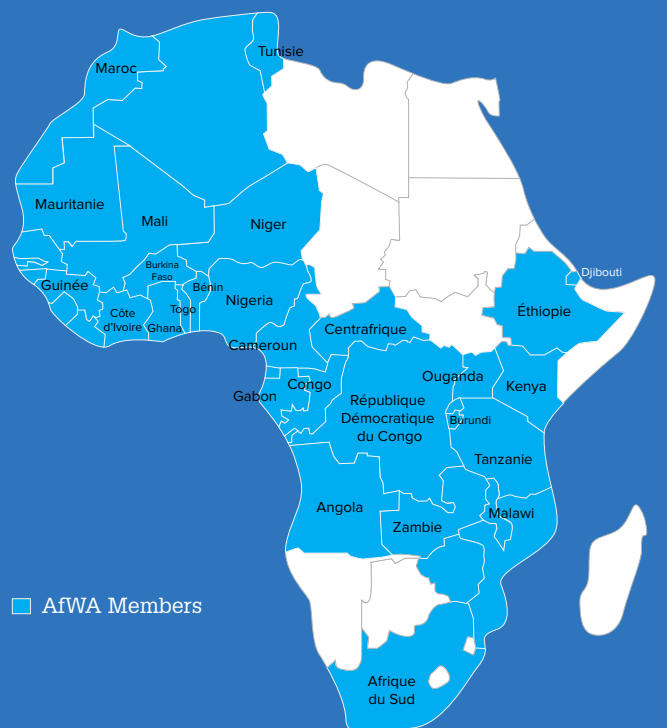 Tunisie
Maroc
Mauritanie
Mali
Niger
Burkina
Faso
Djibouti
Guinée
Bénin
Nigeria
Togo
Éthiopie
Côte
d'Ivoire
Ghana
Centrafrique
Cameroun
Ouganda
Congo
Kenya
Gabon
République
Démocratique
du Congo
Burundi
Tanzanie
Angola
Malawi
Zambie
AfWA Members
Afrique
du Sud